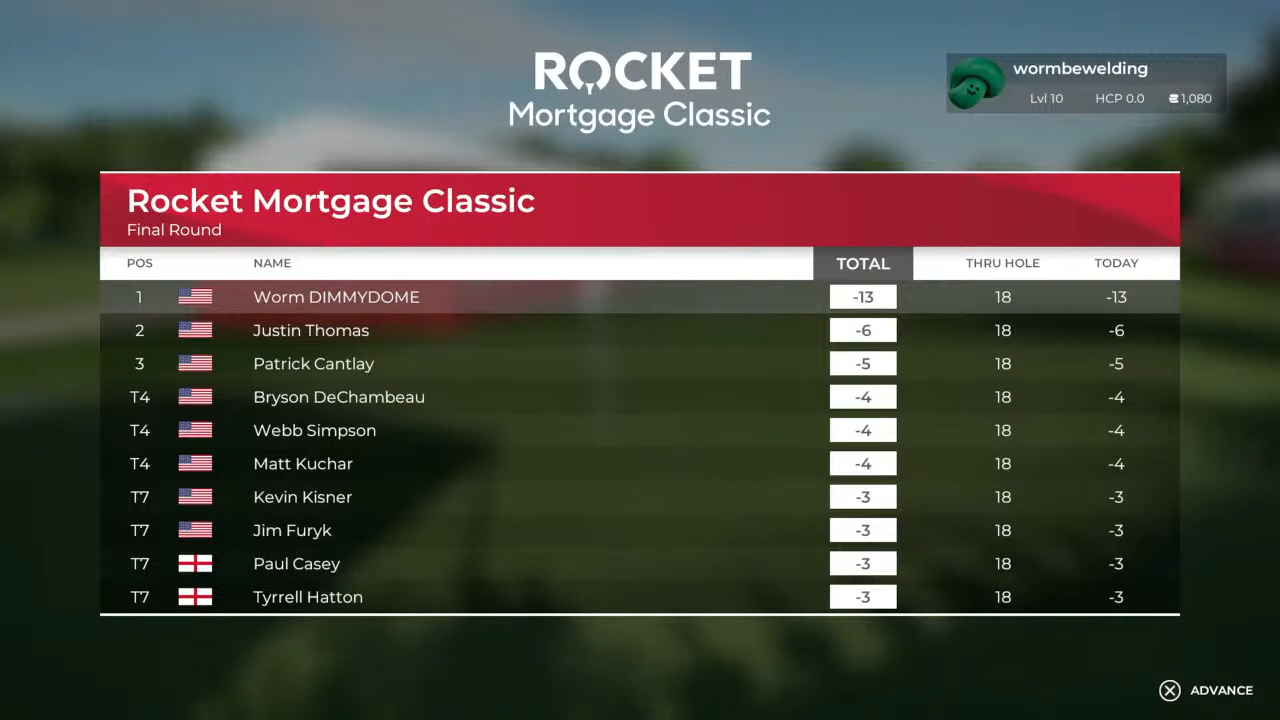 ROCKET
Mortgage Classic
wormbewelding
Lvl 10 HCP 0.0 1,080
Rocket Mortgage Classic
Final Round
POS NAME TOTAL THRU HOLE TODAY
1 Worm DIMMYDOME -13 18 -13
2 Justin Thomas -6 18 -6
3 Patrick Cantlay -5 18 -5
T4 Bryson DeChambeau -4 18 -4
T4 Webb Simpson -4 18 -4
T4 Matt Kuchar -4 18 -4
T7 Kevin Kisner -3 18 -3
T7 Jim Furyk -3 18 -3
T7 Paul Casey -3 18 -3
T7 Tyrrell Hatton -3 18 -3
ADVANCE